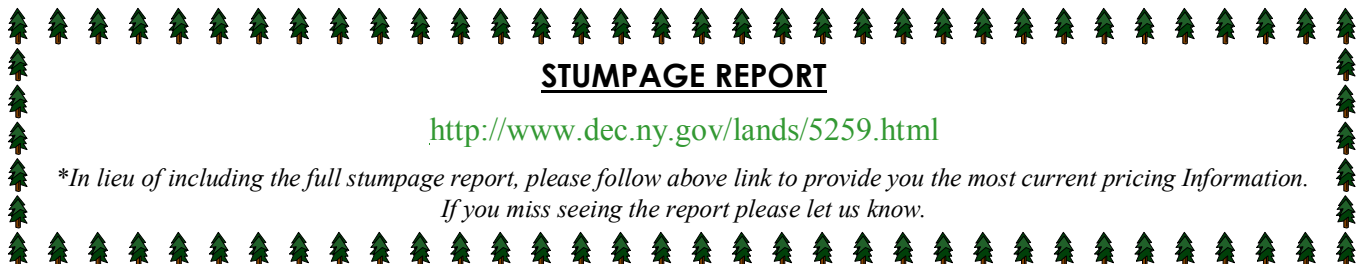 STUMPAGE REPORT
http://www.dec.ny.gov/lands/5259.html
*In lieu of including the full stumpage report, please follow above link to provide you the most current pricing Information.
If you miss seeing the report please let us know.